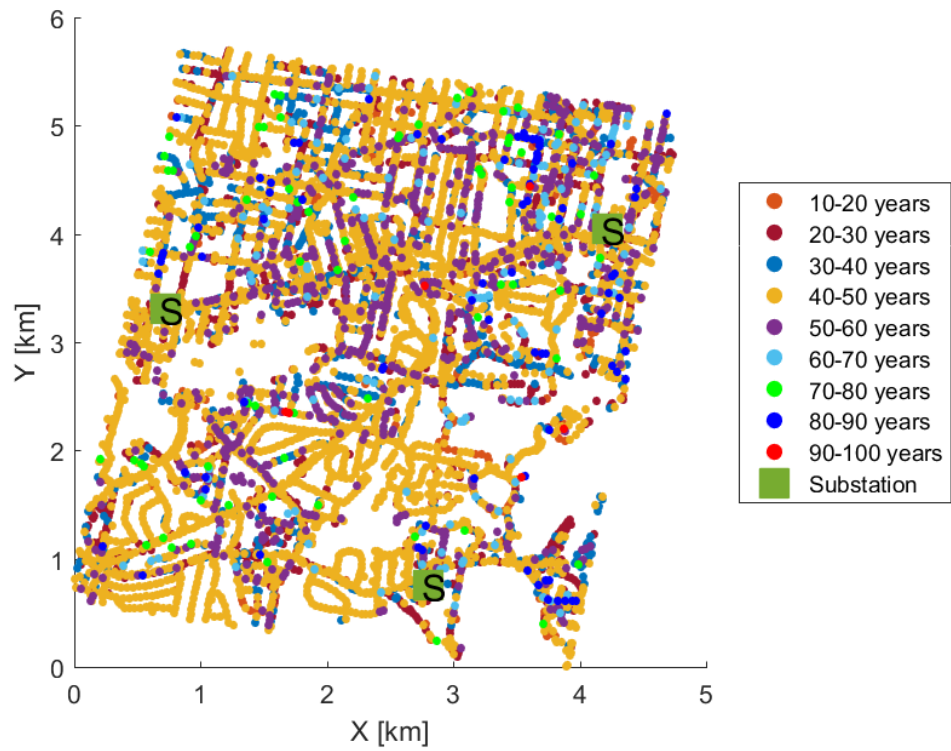 6
5
4
3
2
1
0
Y [km]
0 1 2 3 4 5
X [km]
S
S
S
10-20 years
20-30 years
30-40 years
40-50 years
50-60 years
60-70 years
70-80 years
80-90 years
90-100 years
Substation